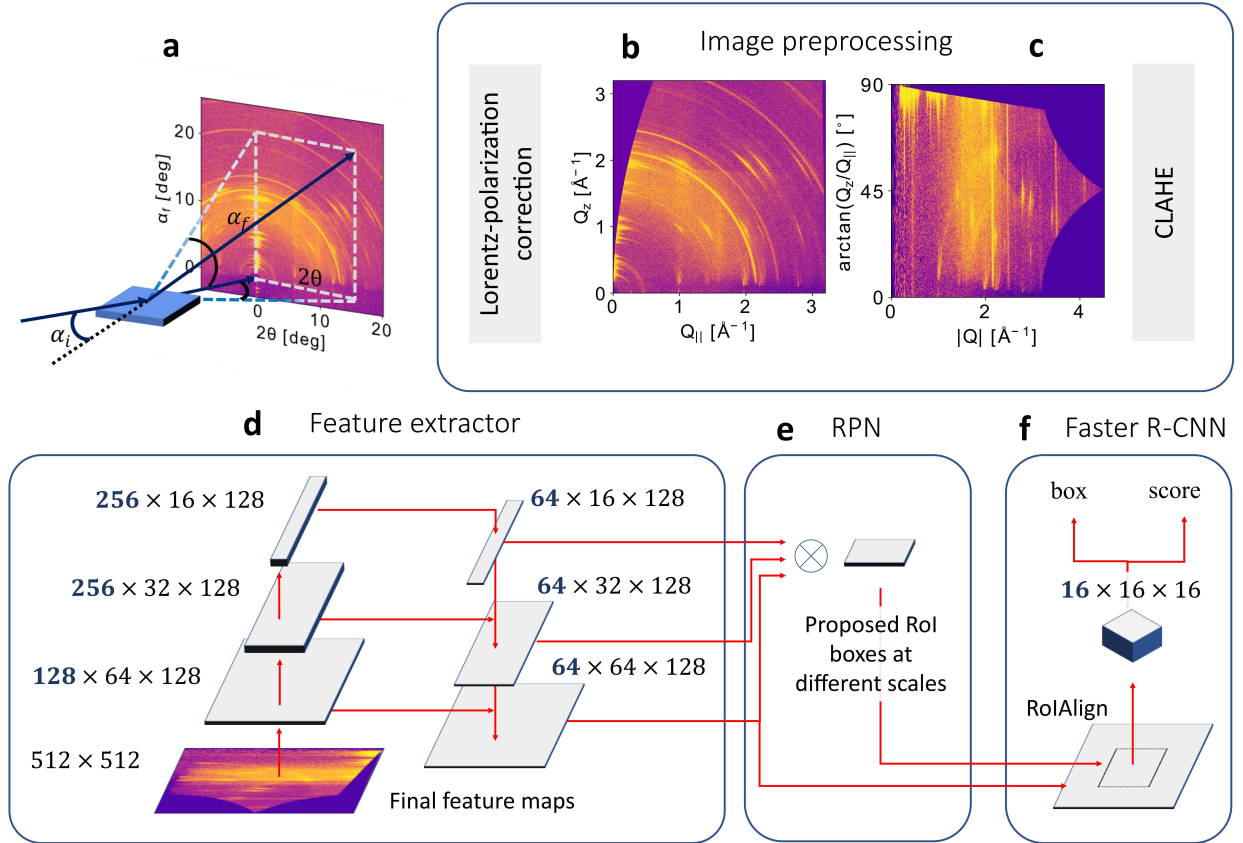 a
20
10
0
α_f [deg]
α_f
2θ
α_i
0
10
20
2θ [deg]
Image preprocessing
Lorentz-polarization
correction
b
3
2
1
0
Q_z [Å⁻¹]
0
1
2
3
Q_|| [Å⁻¹]
c
90
45
0
arctan(Q_z/Q_||) [°]
2
4
|Q| [Å⁻¹]
CLAHE
d Feature extractor
256 × 16 × 128
64 × 16 × 128
256 × 32 × 128
64 × 32 × 128
128 × 64 × 128
64 × 64 × 128
512 × 512
Final feature maps
e RPN
Proposed RoI
boxes at
different scales
f Faster R-CNN
box
score
16 × 16 × 16
RoIAlign